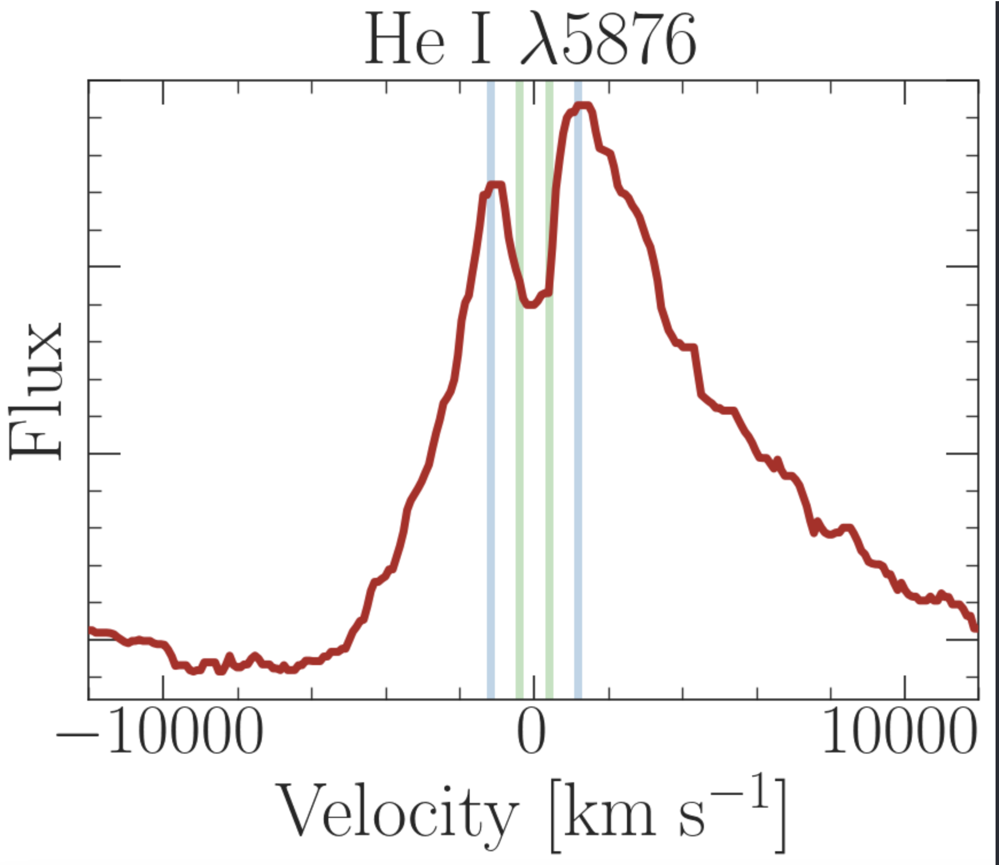 He I λ5876
Flux
−10000 0 10000
Velocity [km s⁻¹]